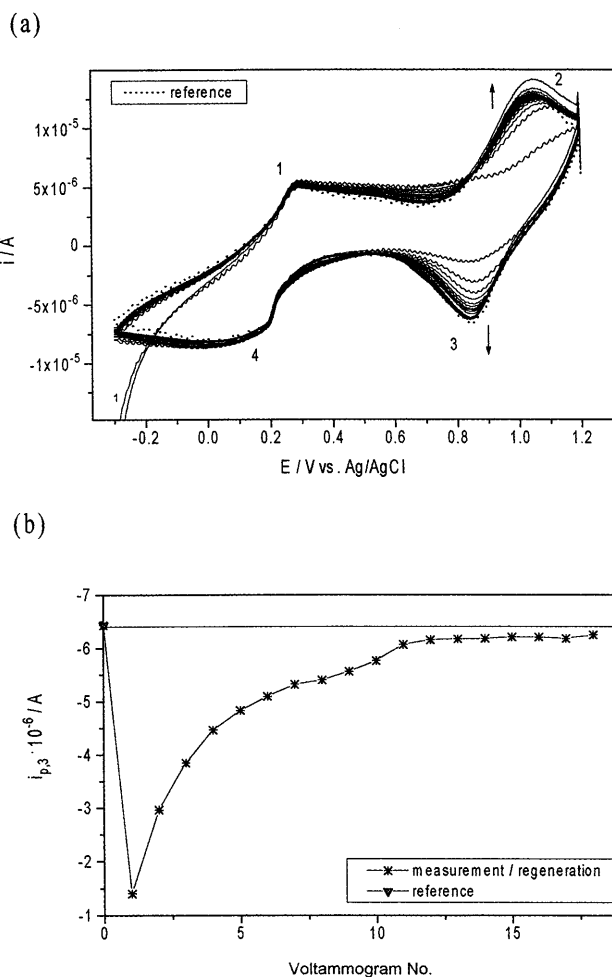 (a)
reference
2
1
1x10⁻⁵
5x10⁻⁶
0
-5x10⁻⁶
-1x10⁻⁵
i / A
1
4
3
-0.2 0.0 0.2 0.4 0.6 0.8 1.0 1.2
E / V vs. Ag/AgCl
(b)
-7
-6
-5
-4
-3
-2
-1
i p,3 · 10⁻⁶ / A
measurement / regeneration
reference
0 5 10 15
Voltammogram No.